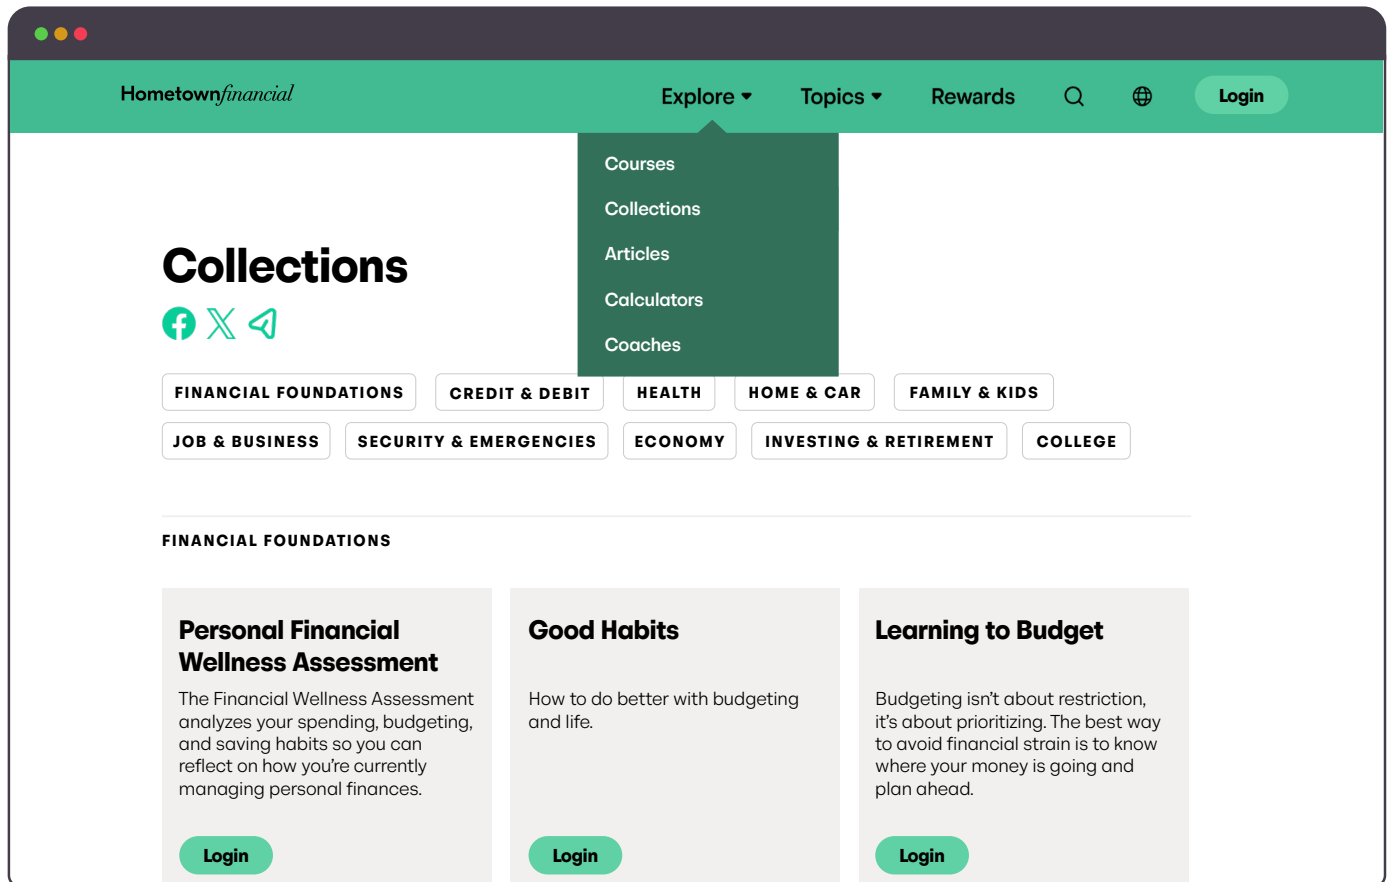 Hometownfinancial
Explore Topics Rewards Login
Courses
Collections
Articles
Calculators
Coaches
Collections
FINANCIAL FOUNDATIONS CREDIT & DEBIT HEALTH HOME & CAR FAMILY & KIDS
JOB & BUSINESS SECURITY & EMERGENCIES ECONOMY INVESTING & RETIREMENT COLLEGE
FINANCIAL FOUNDATIONS
Personal Financial
Wellness Assessment
The Financial Wellness Assessment
analyzes your spending, budgeting,
and saving habits so you can
reflect on how you're currently
managing personal finances.
Login
Good Habits
How to do better with budgeting
and life.
Login
Learning to Budget
Budgeting isn't about restriction,
it's about prioritizing. The best way
to avoid financial strain is to know
where your money is going and
plan ahead.
Login